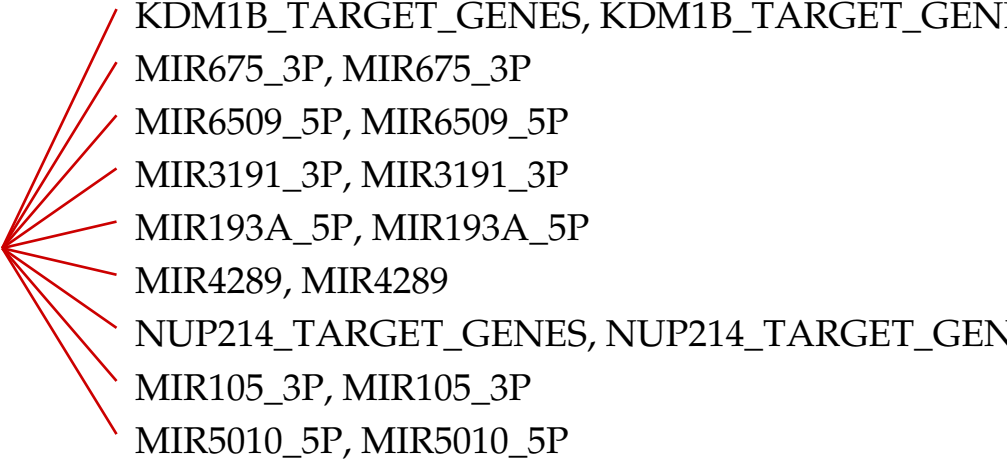 KDM1B_TARGET_GENES, KDM1B_TARGET_GEN
MIR675_3P, MIR675_3P
MIR6509_5P, MIR6509_5P
MIR3191_3P, MIR3191_3P
MIR193A_5P, MIR193A_5P
MIR4289, MIR4289
NUP214_TARGET_GENES, NUP214_TARGET_GEN
MIR105_3P, MIR105_3P
MIR5010_5P, MIR5010_5P